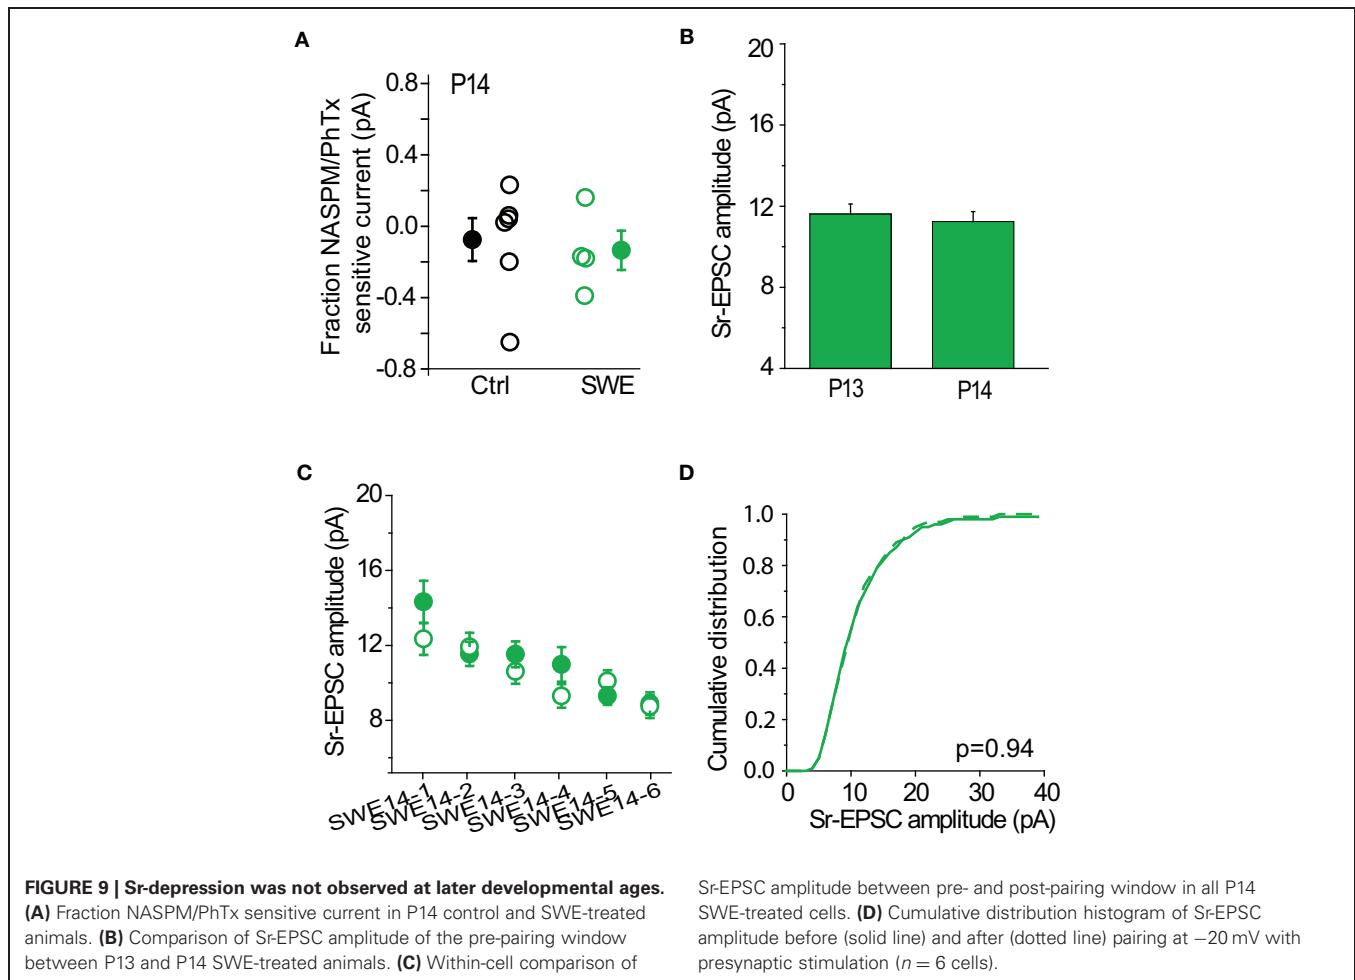 A
P14
Fraction NASPM/PhTx
sensitive current (pA)
0.8
0.4
0.0
-0.4
-0.8
Ctrl
SWE
B
Sr-EPSC amplitude (pA)
20
16
12
8
4
P13
P14
C
Sr-EPSC amplitude (pA)
20
16
12
8
SWE14-1
SWE14-2
SWE14-3
SWE14-4
SWE14-5
SWE14-6
D
Cumulative distribution
1.0
0.8
0.6
0.4
0.2
0.0
p=0.94
0
10
20
30
40
Sr-EPSC amplitude (pA)
FIGURE 9 | Sr-depression was not observed at later developmental ages.
(A) Fraction NASPM/PhTx sensitive current in P14 control and SWE-treated
animals. (B) Comparison of Sr-EPSC amplitude of the pre-pairing window
between P13 and P14 SWE-treated animals. (C) Within-cell comparison of
Sr-EPSC amplitude between pre- and post-pairing window in all P14
SWE-treated cells. (D) Cumulative distribution histogram of Sr-EPSC
amplitude before (solid line) and after (dotted line) pairing at −20 mV with
presynaptic stimulation (n = 6 cells).